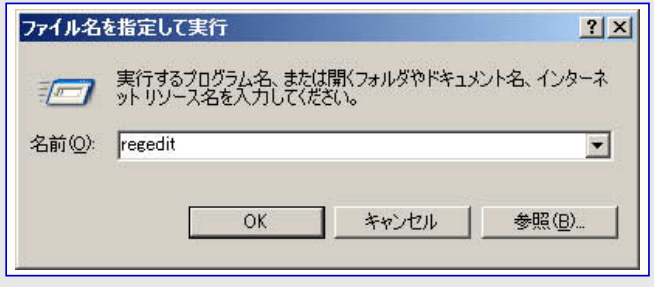 ファイル名を指定して実行
実行するプログラム名、または開くフォルダやドキュメント名、インターネ
ット リソース名を入力してください。
名前(O): regedit
OK キャンセル 参照(B)...